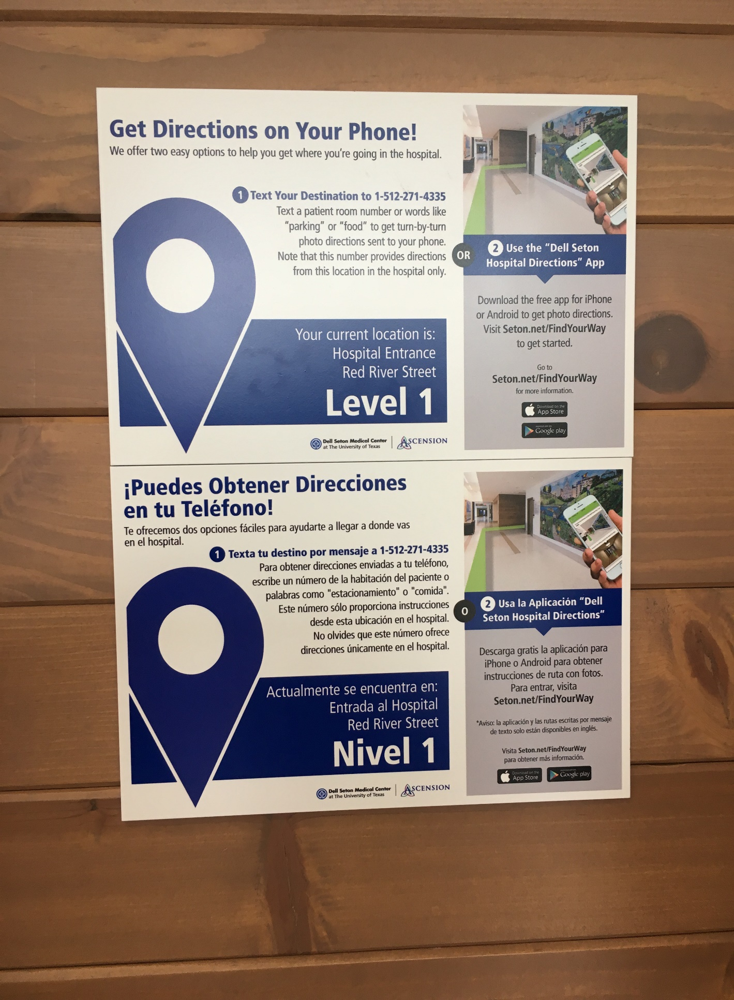 Get Directions on Your Phone!
We offer two easy options to help you get where you're going in the hospital.
1 Text Your Destination to 1-512-271-4335
Text a patient room number or words like
“parking” or “food” to get turn-by-turn
photo directions sent to your phone.
Note that this number provides directions
from this location in the hospital only.
Your current location is:
Hospital Entrance
Red River Street
Level 1
Dell Seton Medical Center
at The University of Texas
ASCENSION
OR
2 Use the “Dell Seton
Hospital Directions” App
Download the free app for iPhone
or Android to get photo directions.
Visit Seton.net/FindYourWay
to get started.
Go to
Seton.net/FindYourWay
for more information.
Download on the
App Store
ANDROID APP ON
Google play
¡Puedes Obtener Direcciones
en tu Teléfono!
Te ofrecemos dos opciones fáciles para ayudarte a llegar a donde vas
en el hospital.
1 Texta tu destino por mensaje a 1-512-271-4335
Para obtener direcciones enviadas a tu teléfono,
escribe un número de la habitación del paciente o
palabras como "estacionamiento" o "comida".
Este número sólo proporciona instrucciones
desde esta ubicación en el hospital.
No olvides que este número ofrece
direcciones únicamente en el hospital.
Actualmente se encuentra en:
Entrada al Hospital
Red River Street
Nivel 1
Dell Seton Medical Center
at The University of Texas
ASCENSION
O
2 Usa la Aplicación “Dell
Seton Hospital Directions”
Descarga gratis la aplicación para
iPhone o Android para obtener
instrucciones de ruta con fotos.
Para entrar, visita
Seton.net/FindYourWay
*Aviso: la aplicación y las rutas escritas por mensaje
de texto solo están disponibles en inglés.
Visita Seton.net/FindYourWay
para obtener más información.
Download on the
App Store
ANDROID APP ON
Google play